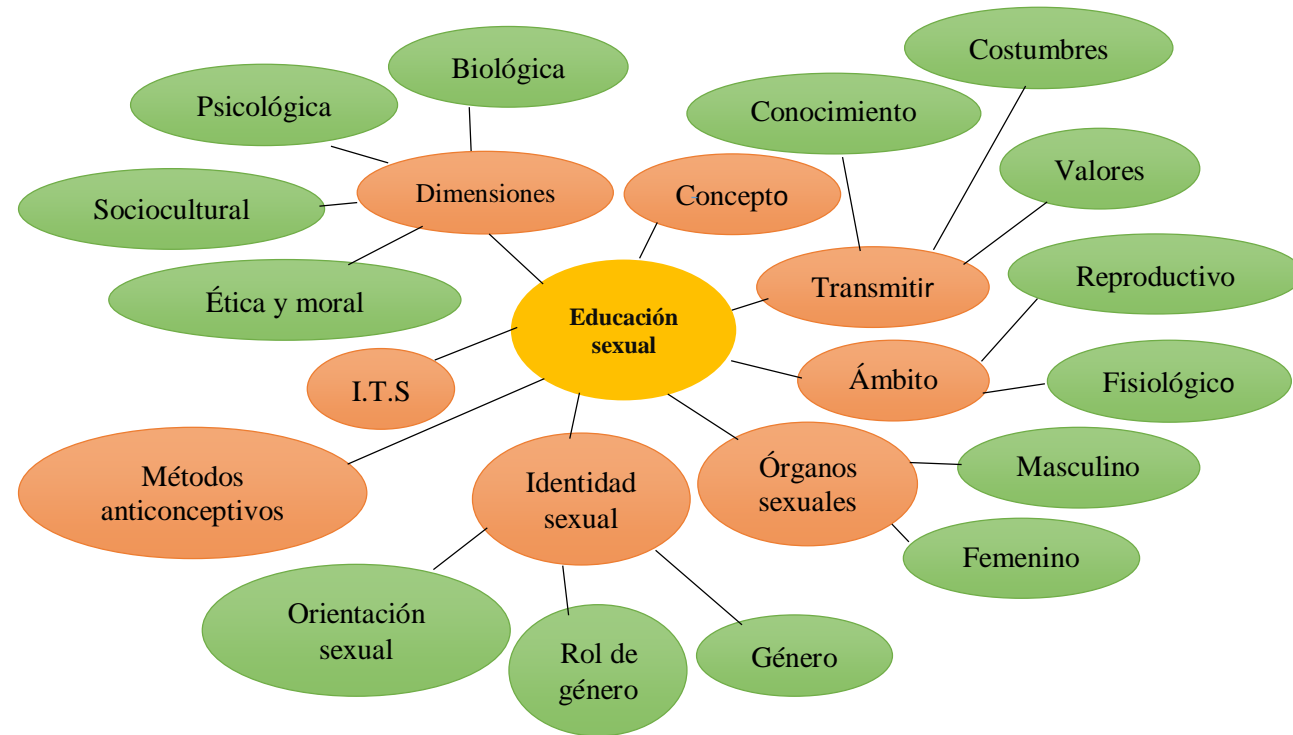 Costumbres
Biológica
Psicológica
Conocimiento
Valores
Dimensiones
Concepto
Sociocultural
Transmitir
Reproductivo
Ética y moral
Educación
sexual
I.T.S
Ámbito
Fisiológico
Métodos
anticonceptivos
Identidad
sexual
Órganos
sexuales
Masculino
Femenino
Orientación
sexual
Rol de
género
Género